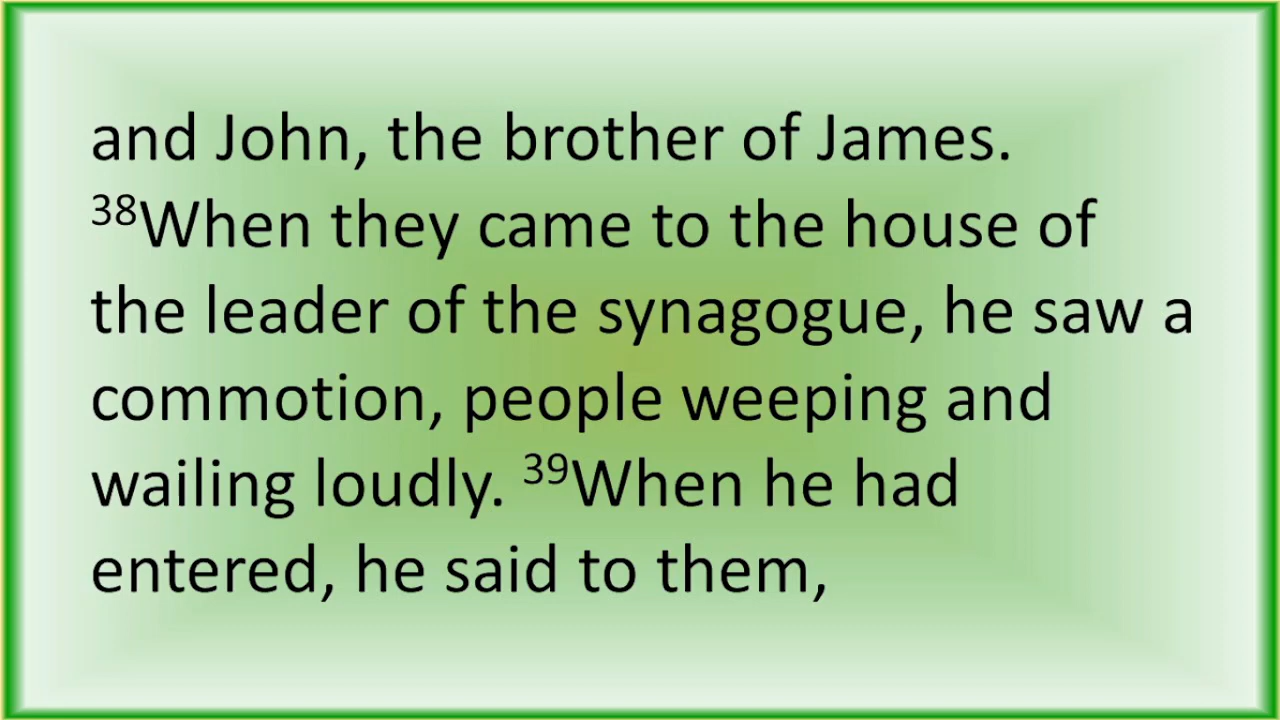 and John, the brother of James.
³⁸When they came to the house of
the leader of the synagogue, he saw a
commotion, people weeping and
wailing loudly. ³⁹When he had
entered, he said to them,